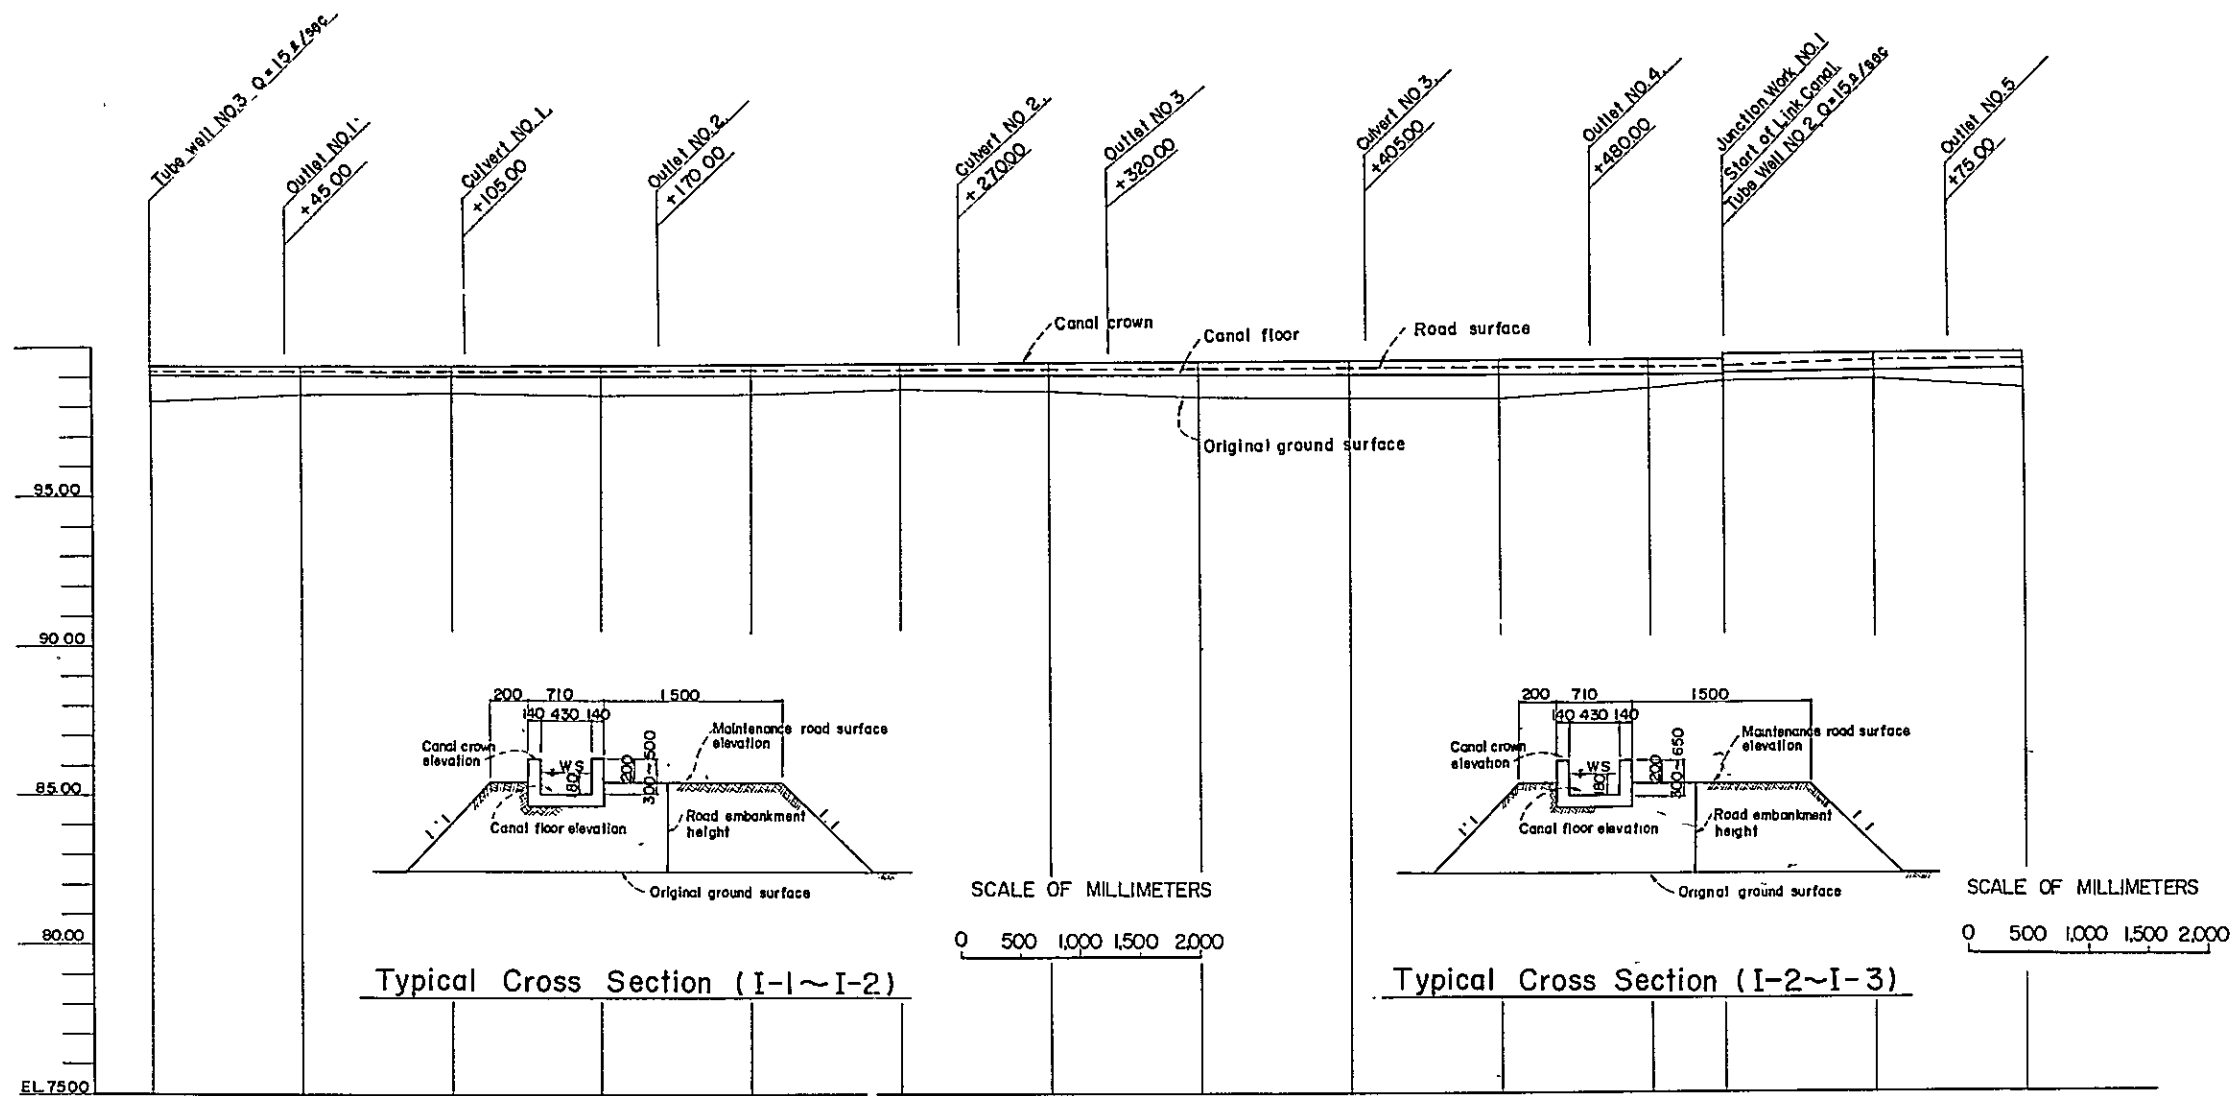 Tube well NO.3 Q=15ℓ/sec
Outlet NO.1
+45.00
Culvert NO.1
+105.00
Outlet NO.2
+170.00
Culvert NO.2
+270.00
Outlet NO.3
+320.00
Culvert NO.3
+405.00
Outlet NO.4
+480.00
Junction Work NO.1
Start of Link Canal
Tube Well NO 2 Q=15ℓ/sec
Outlet NO.5
+75.00
Canal crown
Canal floor
Road surface
Original ground surface
95.00
90.00
85.00
80.00
EL.75.00
200 710 1500
140 430 140
Canal crown
elevation
WS
180
200
300~500
Maintenance road surface
elevation
1:1
1:1
Canal floor elevation
Road embankment
height
Original ground surface
SCALE OF MILLIMETERS
0 500 1,000 1,500 2,000
Typical Cross Section (I-1~I-2)
200 710 1500
140 430 140
Canal crown
elevation
WS
180
200
300~650
Maintenance road surface
elevation
1:1
1:1
Canal floor elevation
Road embankment
height
Orignal ground surface
SCALE OF MILLIMETERS
0 500 1,000 1,500 2,000
Typical Cross Section (I-2~I-3)